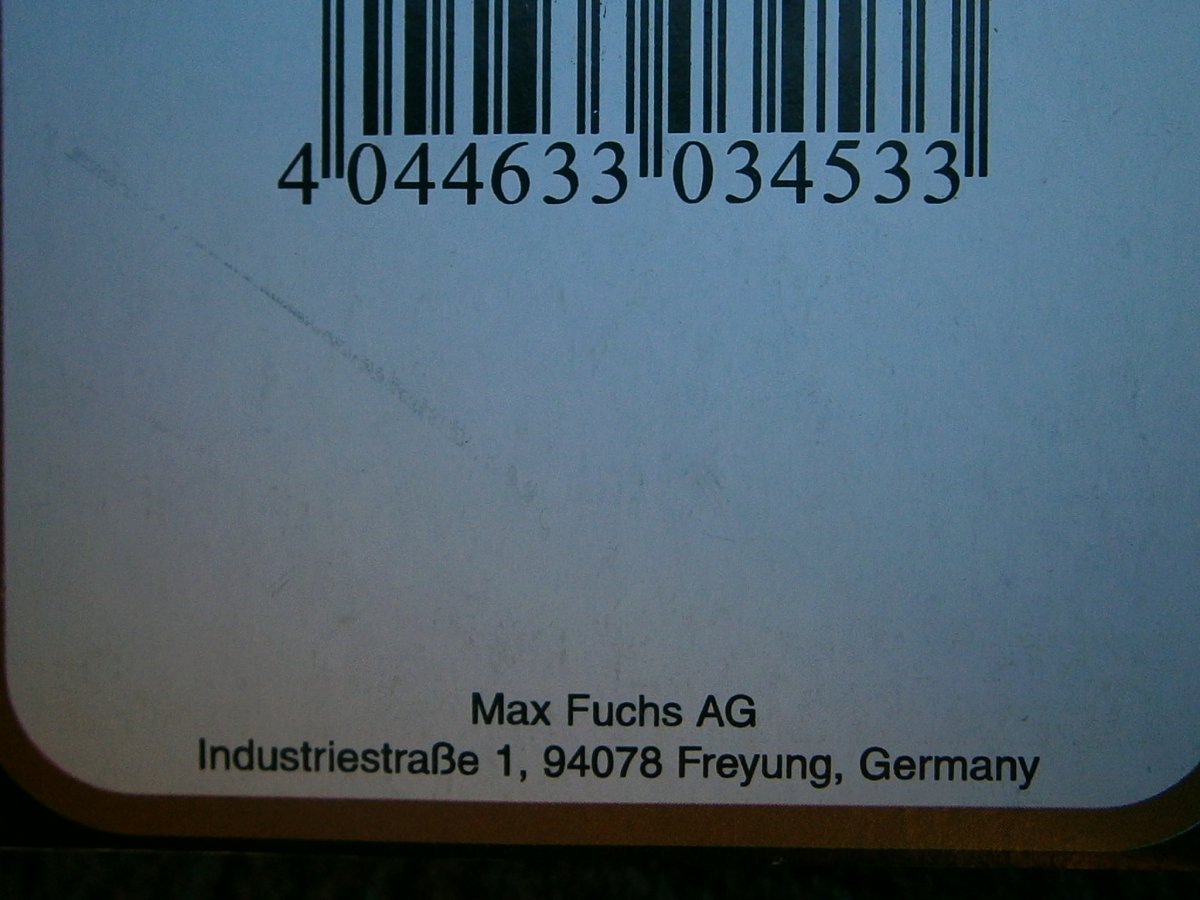 4 044633 034533
Max Fuchs AG
Industriestraße 1, 94078 Freyung, Germany